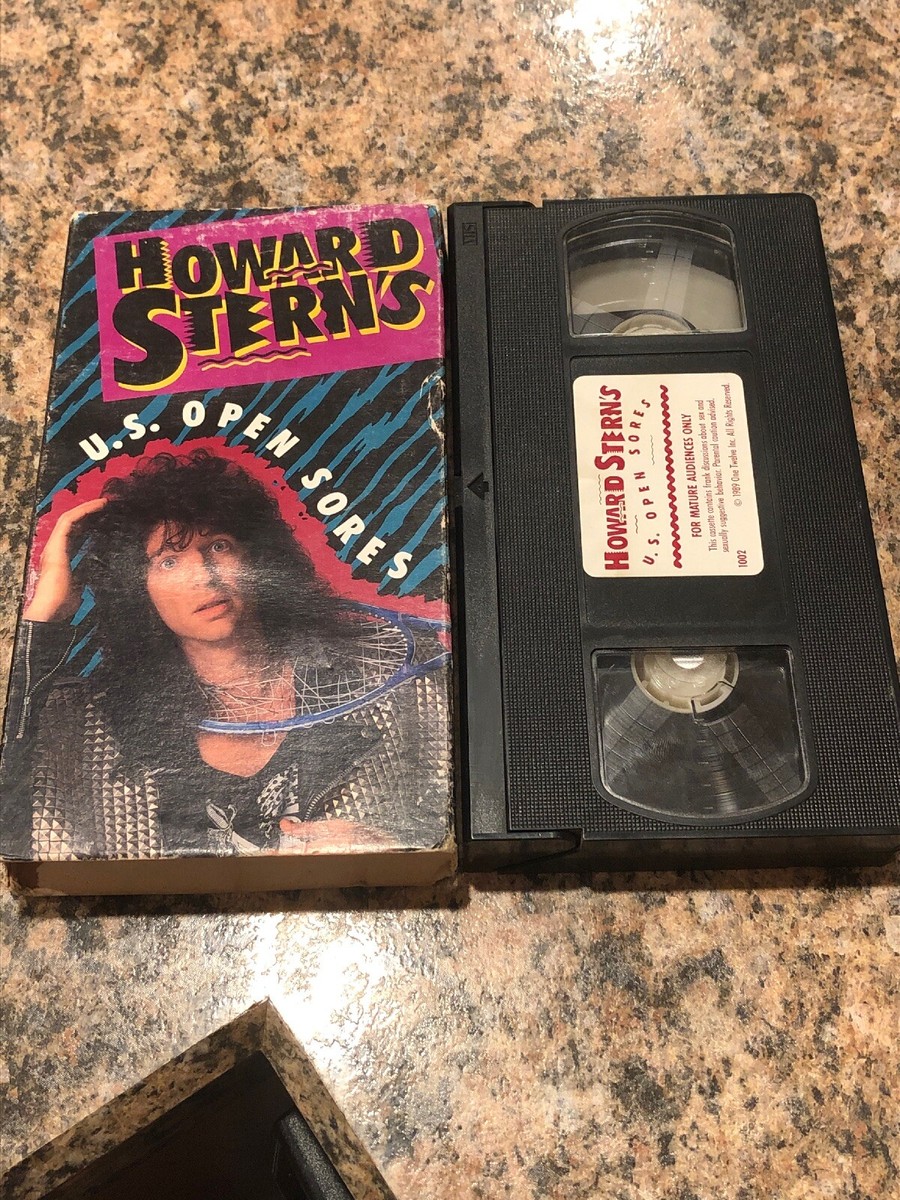 HOWARD
STERN'S
U.S. OPEN SORES
VHS
HOWARD STERN'S
U.S. OPEN SORES
FOR MATURE AUDIENCES ONLY
This cassette contains frank discussions about sex and
sexually suggestive behavior. Parental caution advised.
© 1989 One Twelve Inc. All Rights Reserved.
1002